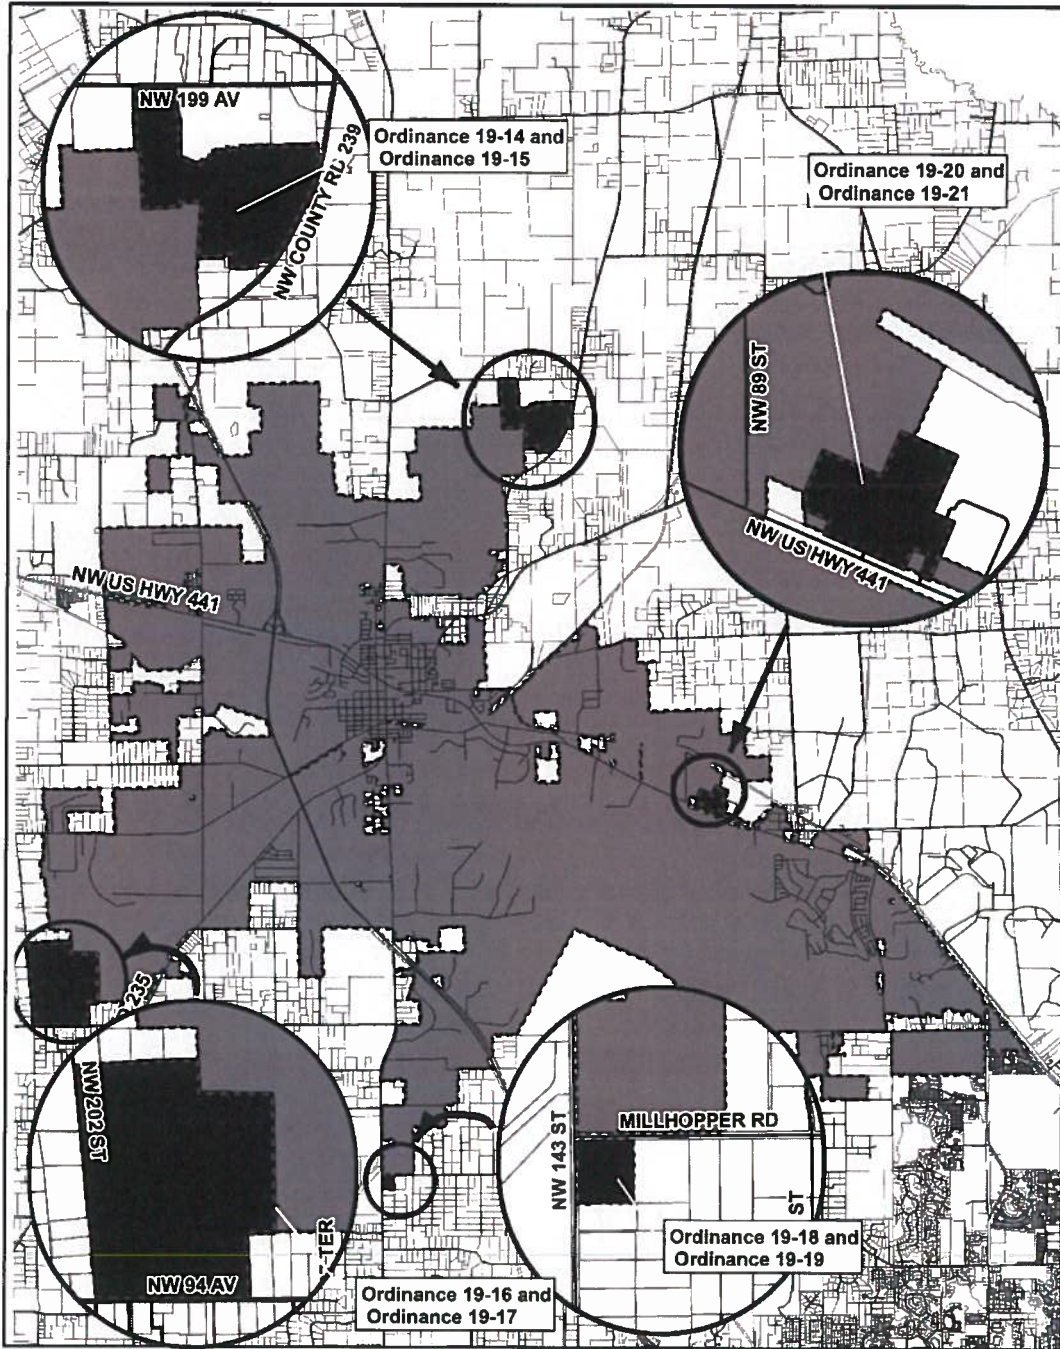 NW 199 AV
NW COUNTY RD 239
Ordinance 19-14 and
Ordinance 19-15
Ordinance 19-20 and
Ordinance 19-21
NW 89 ST
NW US HWY 441
NW US HWY 441
235
NW 202 ST
NW 94 AV
TER
Ordinance 19-16 and
Ordinance 19-17
MILLHOPPER RD
NW 143 ST
ST
Ordinance 19-18 and
Ordinance 19-19